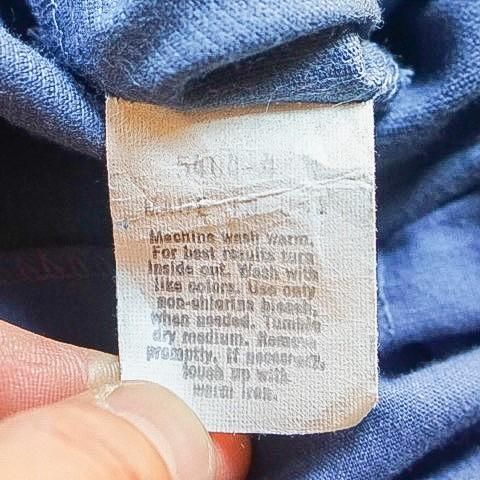 Machine wash warm.
For best results turn
inside out. Wash with
like colors. Use only
non-chlorine bleach,
when needed. Tumble
dry medium. Remove
promptly. If necessary,
touch up with
warm iron.